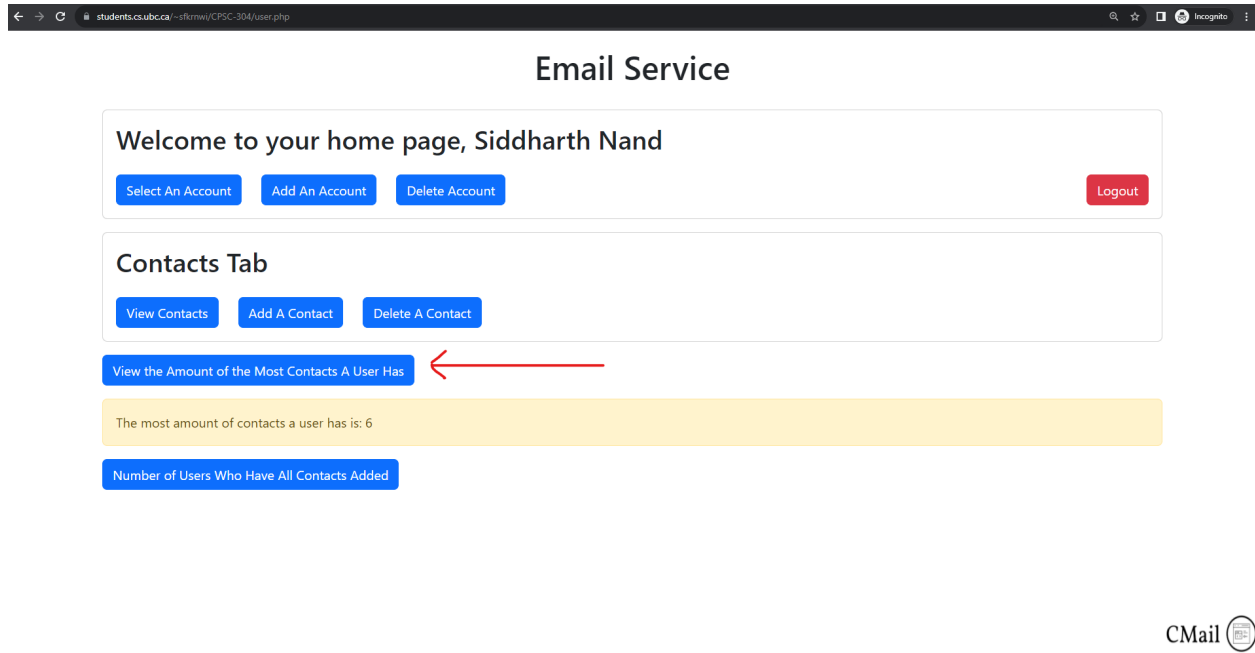 students.cs.ubc.ca/~sfkrnwi/CPSC-304/user.php Incognito
Email Service
Welcome to your home page, Siddharth Nand
Select An Account Add An Account Delete Account Logout
Contacts Tab
View Contacts Add A Contact Delete A Contact
View the Amount of the Most Contacts A User Has
The most amount of contacts a user has is: 6
Number of Users Who Have All Contacts Added
CMail